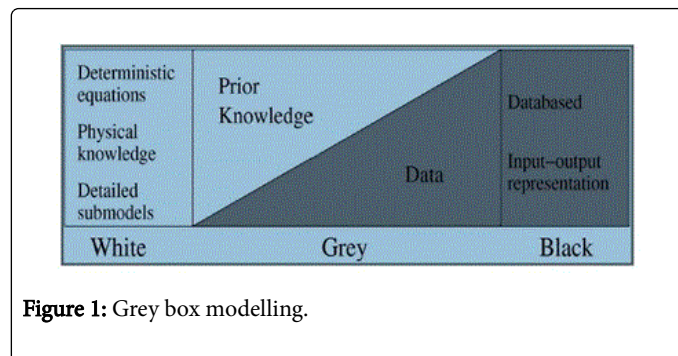 Deterministic
equations
Physical
knowledge
Detailed
submodels
Prior
Knowledge
Data
Databased
Input-output
representation
White
Grey
Black
Figure 1: Grey box modelling.